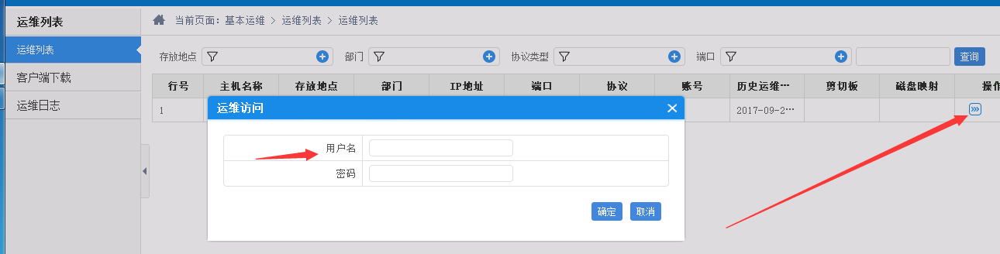 运维列表
当前页面：基本运维 > 运维列表 > 运维列表
运维列表
客户端下载
运维日志
存放地点 部门 协议类型 端口 查询
行号 主机名称 存放地点 部门 IP地址 端口 协议 账号 历史运维… 剪切板 磁盘映射 操作
1 2017-09-2…
运维访问
用户名
密码
确定 取消